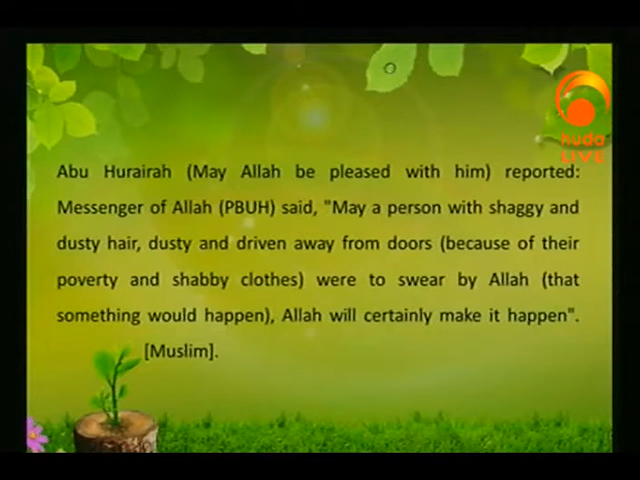 huda
LIVE
Abu Hurairah (May Allah be pleased with him) reported:
Messenger of Allah (PBUH) said, "May a person with shaggy and
dusty hair, dusty and driven away from doors (because of their
poverty and shabby clothes) were to swear by Allah (that
something would happen), Allah will certainly make it happen".
[Muslim].